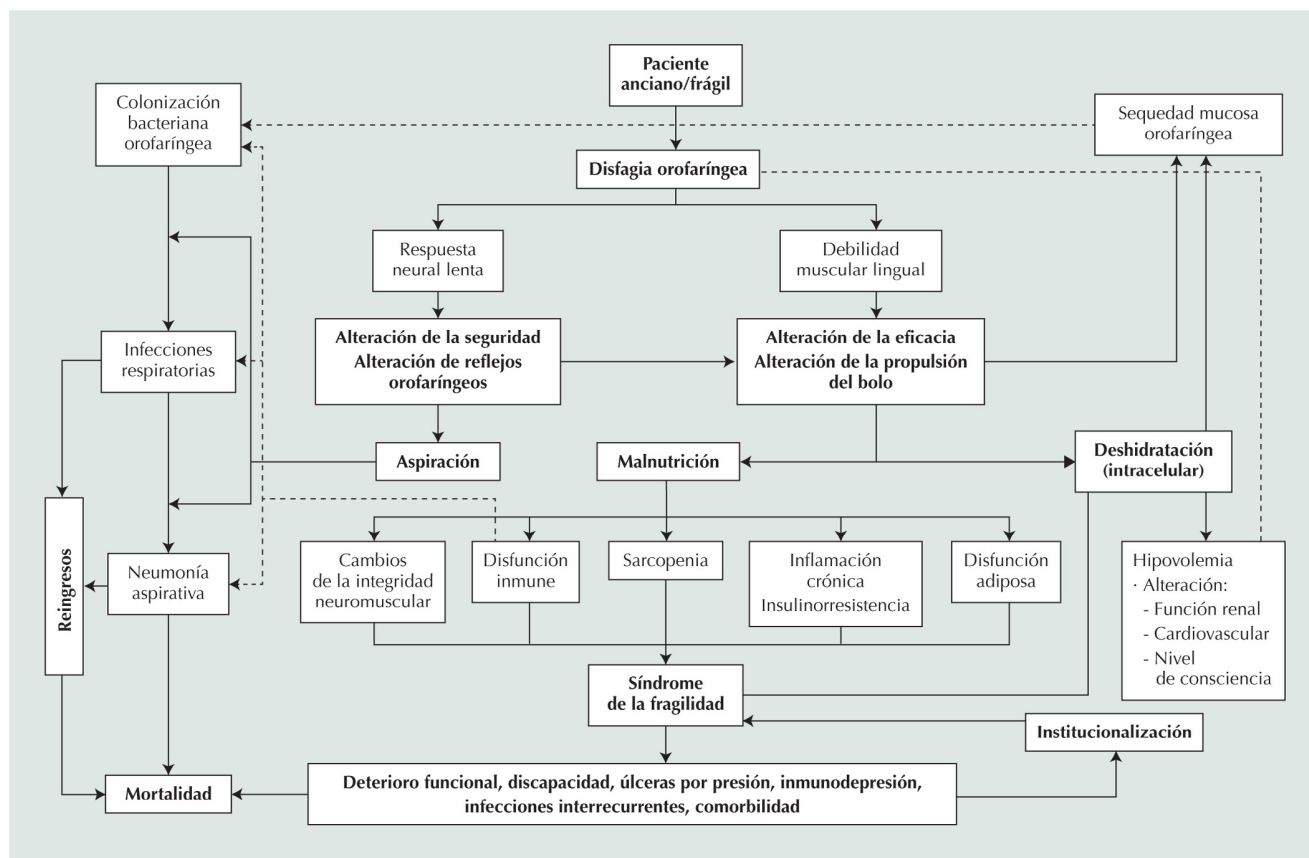 Paciente
anciano/frágil
Colonización
bacteriana
orofaríngea
Sequedad mucosa
orofaríngea
Disfagia orofaríngea
Respuesta
neural lenta
Debilidad
muscular lingual
Alteración de la seguridad
Alteración de reflejos
orofaríngeos
Alteración de la eficacia
Alteración de la propulsión
del bolo
Infecciones
respiratorias
Aspiración
Malnutrición
Deshidratación
(intracelular)
Reingresos
Neumonía
aspirativa
Cambios
de la integridad
neuromuscular
Disfunción
inmune
Sarcopenia
Inflamación
crónica
Insulinorresistencia
Disfunción
adiposa
Hipovolemia
· Alteración:
- Función renal
- Cardiovascular
- Nivel
de consciencia
Síndrome
de la fragilidad
Institucionalización
Mortalidad
Deterioro funcional, discapacidad, úlceras por presión, inmunodepresión,
infecciones interrecurrentes, comorbilidad